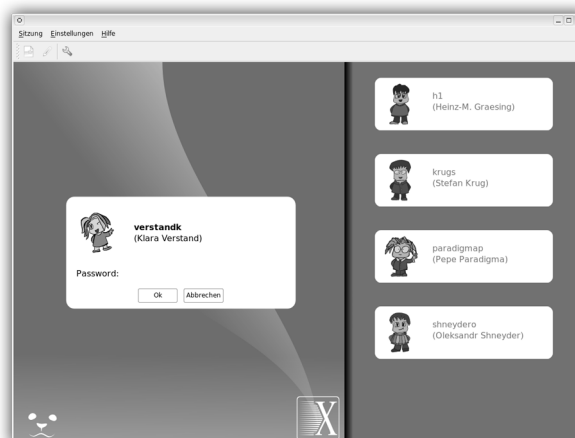 Sitzung Einstellungen Hilfe
verstandk
(Klara Verstand)
Password:
Ok Abbrechen
h1
(Heinz-M. Graesing)
krugs
(Stefan Krug)
paradigmap
(Pepe Paradigma)
shneydero
(Oleksandr Shneyder)
X